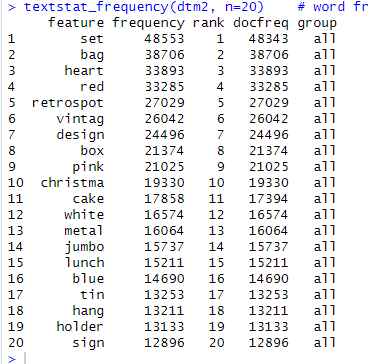 > textstat_frequency(dtm2, n=20)    # word fr
feature frequency rank docfreq group
1 set 48553 1 48343 all
2 bag 38706 2 38706 all
3 heart 33893 3 33893 all
4 red 33285 4 33285 all
5 retrospot 27029 5 27029 all
6 vintag 26042 6 26042 all
7 design 24496 7 24496 all
8 box 21374 8 21374 all
9 pink 21025 9 21025 all
10 christma 19330 10 19330 all
11 cake 17858 11 17394 all
12 white 16574 12 16574 all
13 metal 16064 13 16064 all
14 jumbo 15737 14 15737 all
15 lunch 15211 15 15211 all
16 blue 14690 16 14690 all
17 tin 13253 17 13253 all
18 hang 13211 18 13211 all
19 holder 13133 19 13133 all
20 sign 12896 20 12896 all
>